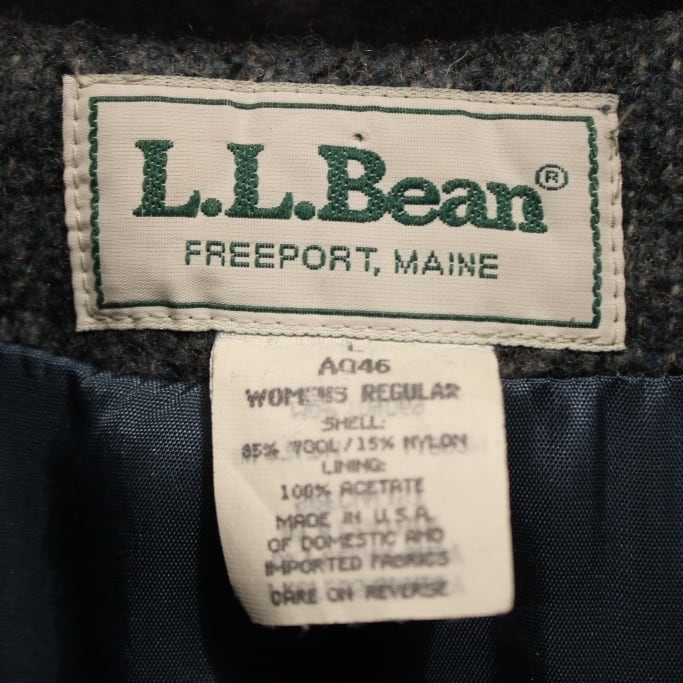 L.L.Bean®
FREEPORT, MAINE
AQ46
WOMENS REGULAR
SHELL:
85% WOOL/15% NYLON
LINING:
100% ACETATE
MADE IN U.S.A.
OF DOMESTIC AND
IMPORTED FABRICS
CARE ON REVERSE